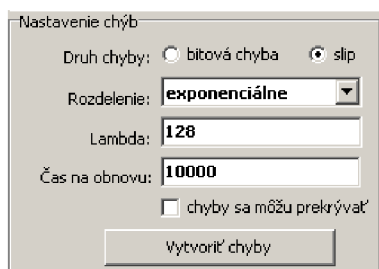 Nastavenie chýb
Druh chyby: bitová chyba slip
Rozdelenie: exponenciálne
Lambda: 128
Čas na obnovu: 10000
chyby sa môžu prekrývať
Vytvoriť chyby